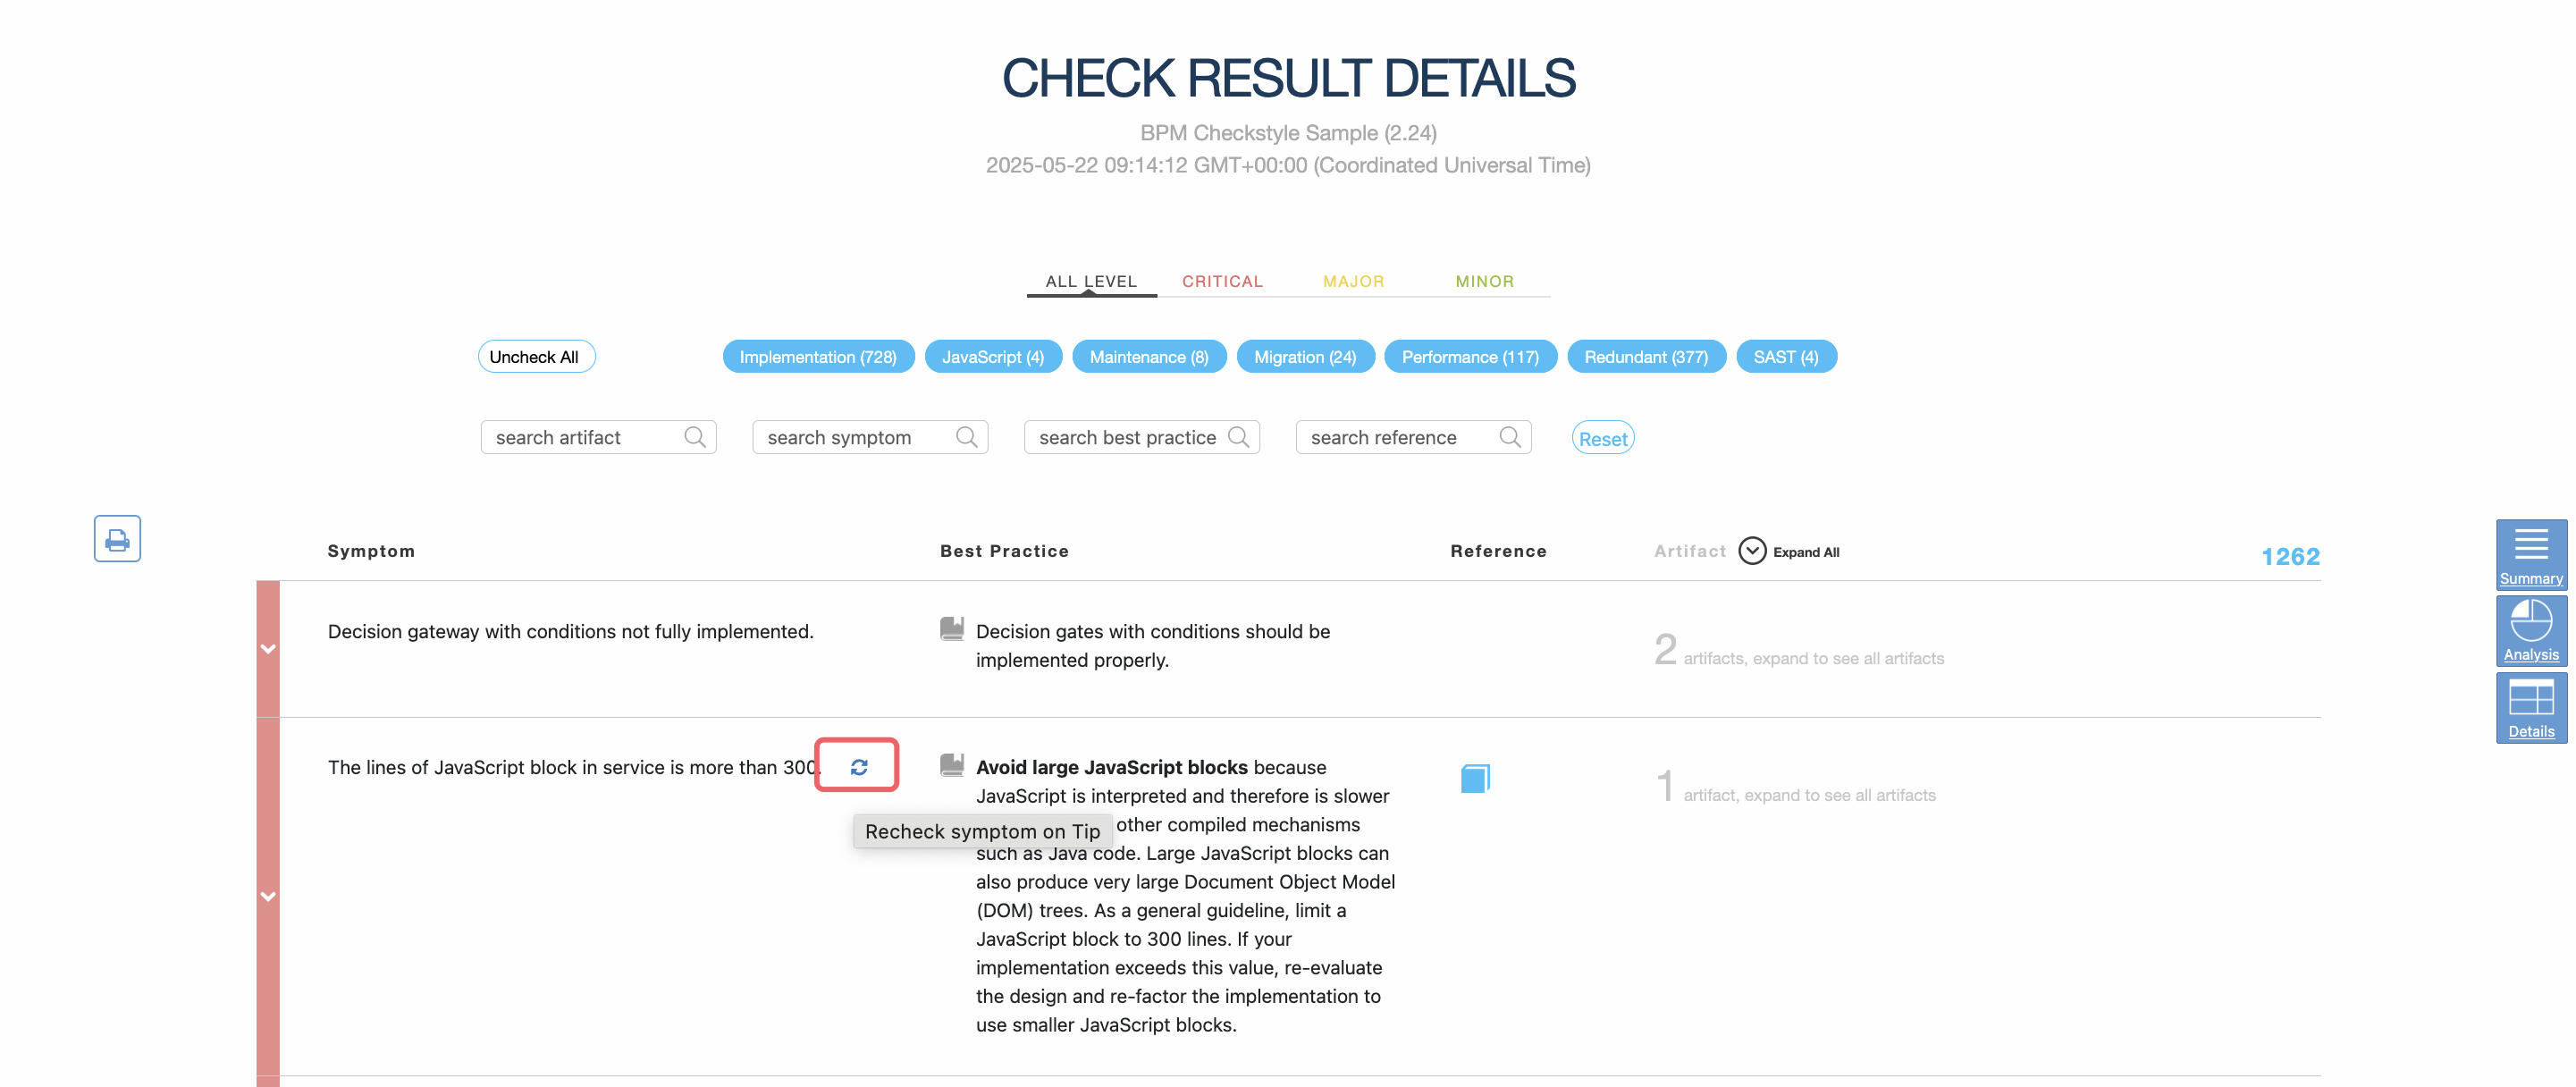 CHECK RESULT DETAILS
BPM Checkstyle Sample (2.24)
2025-05-22 09:14:12 GMT+00:00 (Coordinated Universal Time)
ALL LEVEL CRITICAL MAJOR MINOR
Uncheck All Implementation (728) JavaScript (4) Maintenance (8) Migration (24) Performance (117) Redundant (377) SAST (4)
search artifact search symptom search best practice search reference Reset
Symptom Best Practice Reference Artifact Expand All 1262
Summary
Analysis
Details
Decision gateway with conditions not fully implemented.
Decision gates with conditions should be
implemented properly.
2 artifacts, expand to see all artifacts
The lines of JavaScript block in service is more than 300.
Recheck symptom on Tip
Avoid large JavaScript blocks because
JavaScript is interpreted and therefore is slower
other compiled mechanisms
such as Java code. Large JavaScript blocks can
also produce very large Document Object Model
(DOM) trees. As a general guideline, limit a
JavaScript block to 300 lines. If your
implementation exceeds this value, re-evaluate
the design and re-factor the implementation to
use smaller JavaScript blocks.
1 artifact, expand to see all artifacts